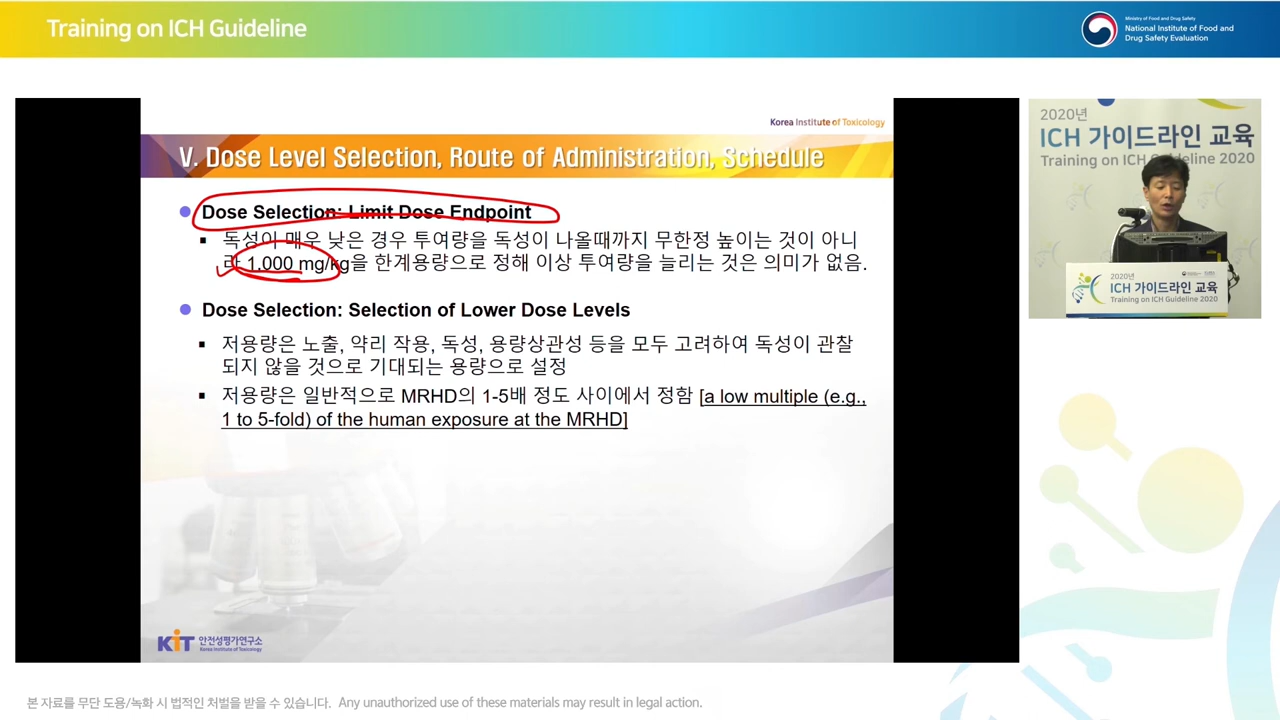 Training on ICH Guideline
Ministry of Food and Drug Safety
National Institute of Food and
Drug Safety Evaluation
Korea Institute of Toxicology
V. Dose Level Selection, Route of Administration, Schedule
Dose Selection: Limit Dose Endpoint
독성이 매우 낮은 경우 투여량을 독성이 나올때까지 무한정 높이는 것이 아니
라 1,000 mg/kg을 한계용량으로 정해 이상 투여량을 늘리는 것은 의미가 없음.
Dose Selection: Selection of Lower Dose Levels
저용량은 노출, 약리 작용, 독성, 용량상관성 등을 모두 고려하여 독성이 관찰
되지 않을 것으로 기대되는 용량으로 설정
저용량은 일반적으로 MRHD의 1-5배 정도 사이에서 정함 [a low multiple (e.g.,
1 to 5-fold) of the human exposure at the MRHD]
KIT 안전성평가연구소
Korea Institute of Toxicology
2020년
ICH 가이드라인 교육
Training on ICH Guideline 2020
2020년
ICH 가이드라인 교육
Training on ICH Guideline 2020
본 자료를 무단 도용/녹화 시 법적인 처벌을 받을 수 있습니다. Any unauthorized use of these materials may result in legal action.